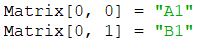 Matrix[0, 0] = "A1"
Matrix[0, 1] = "B1"